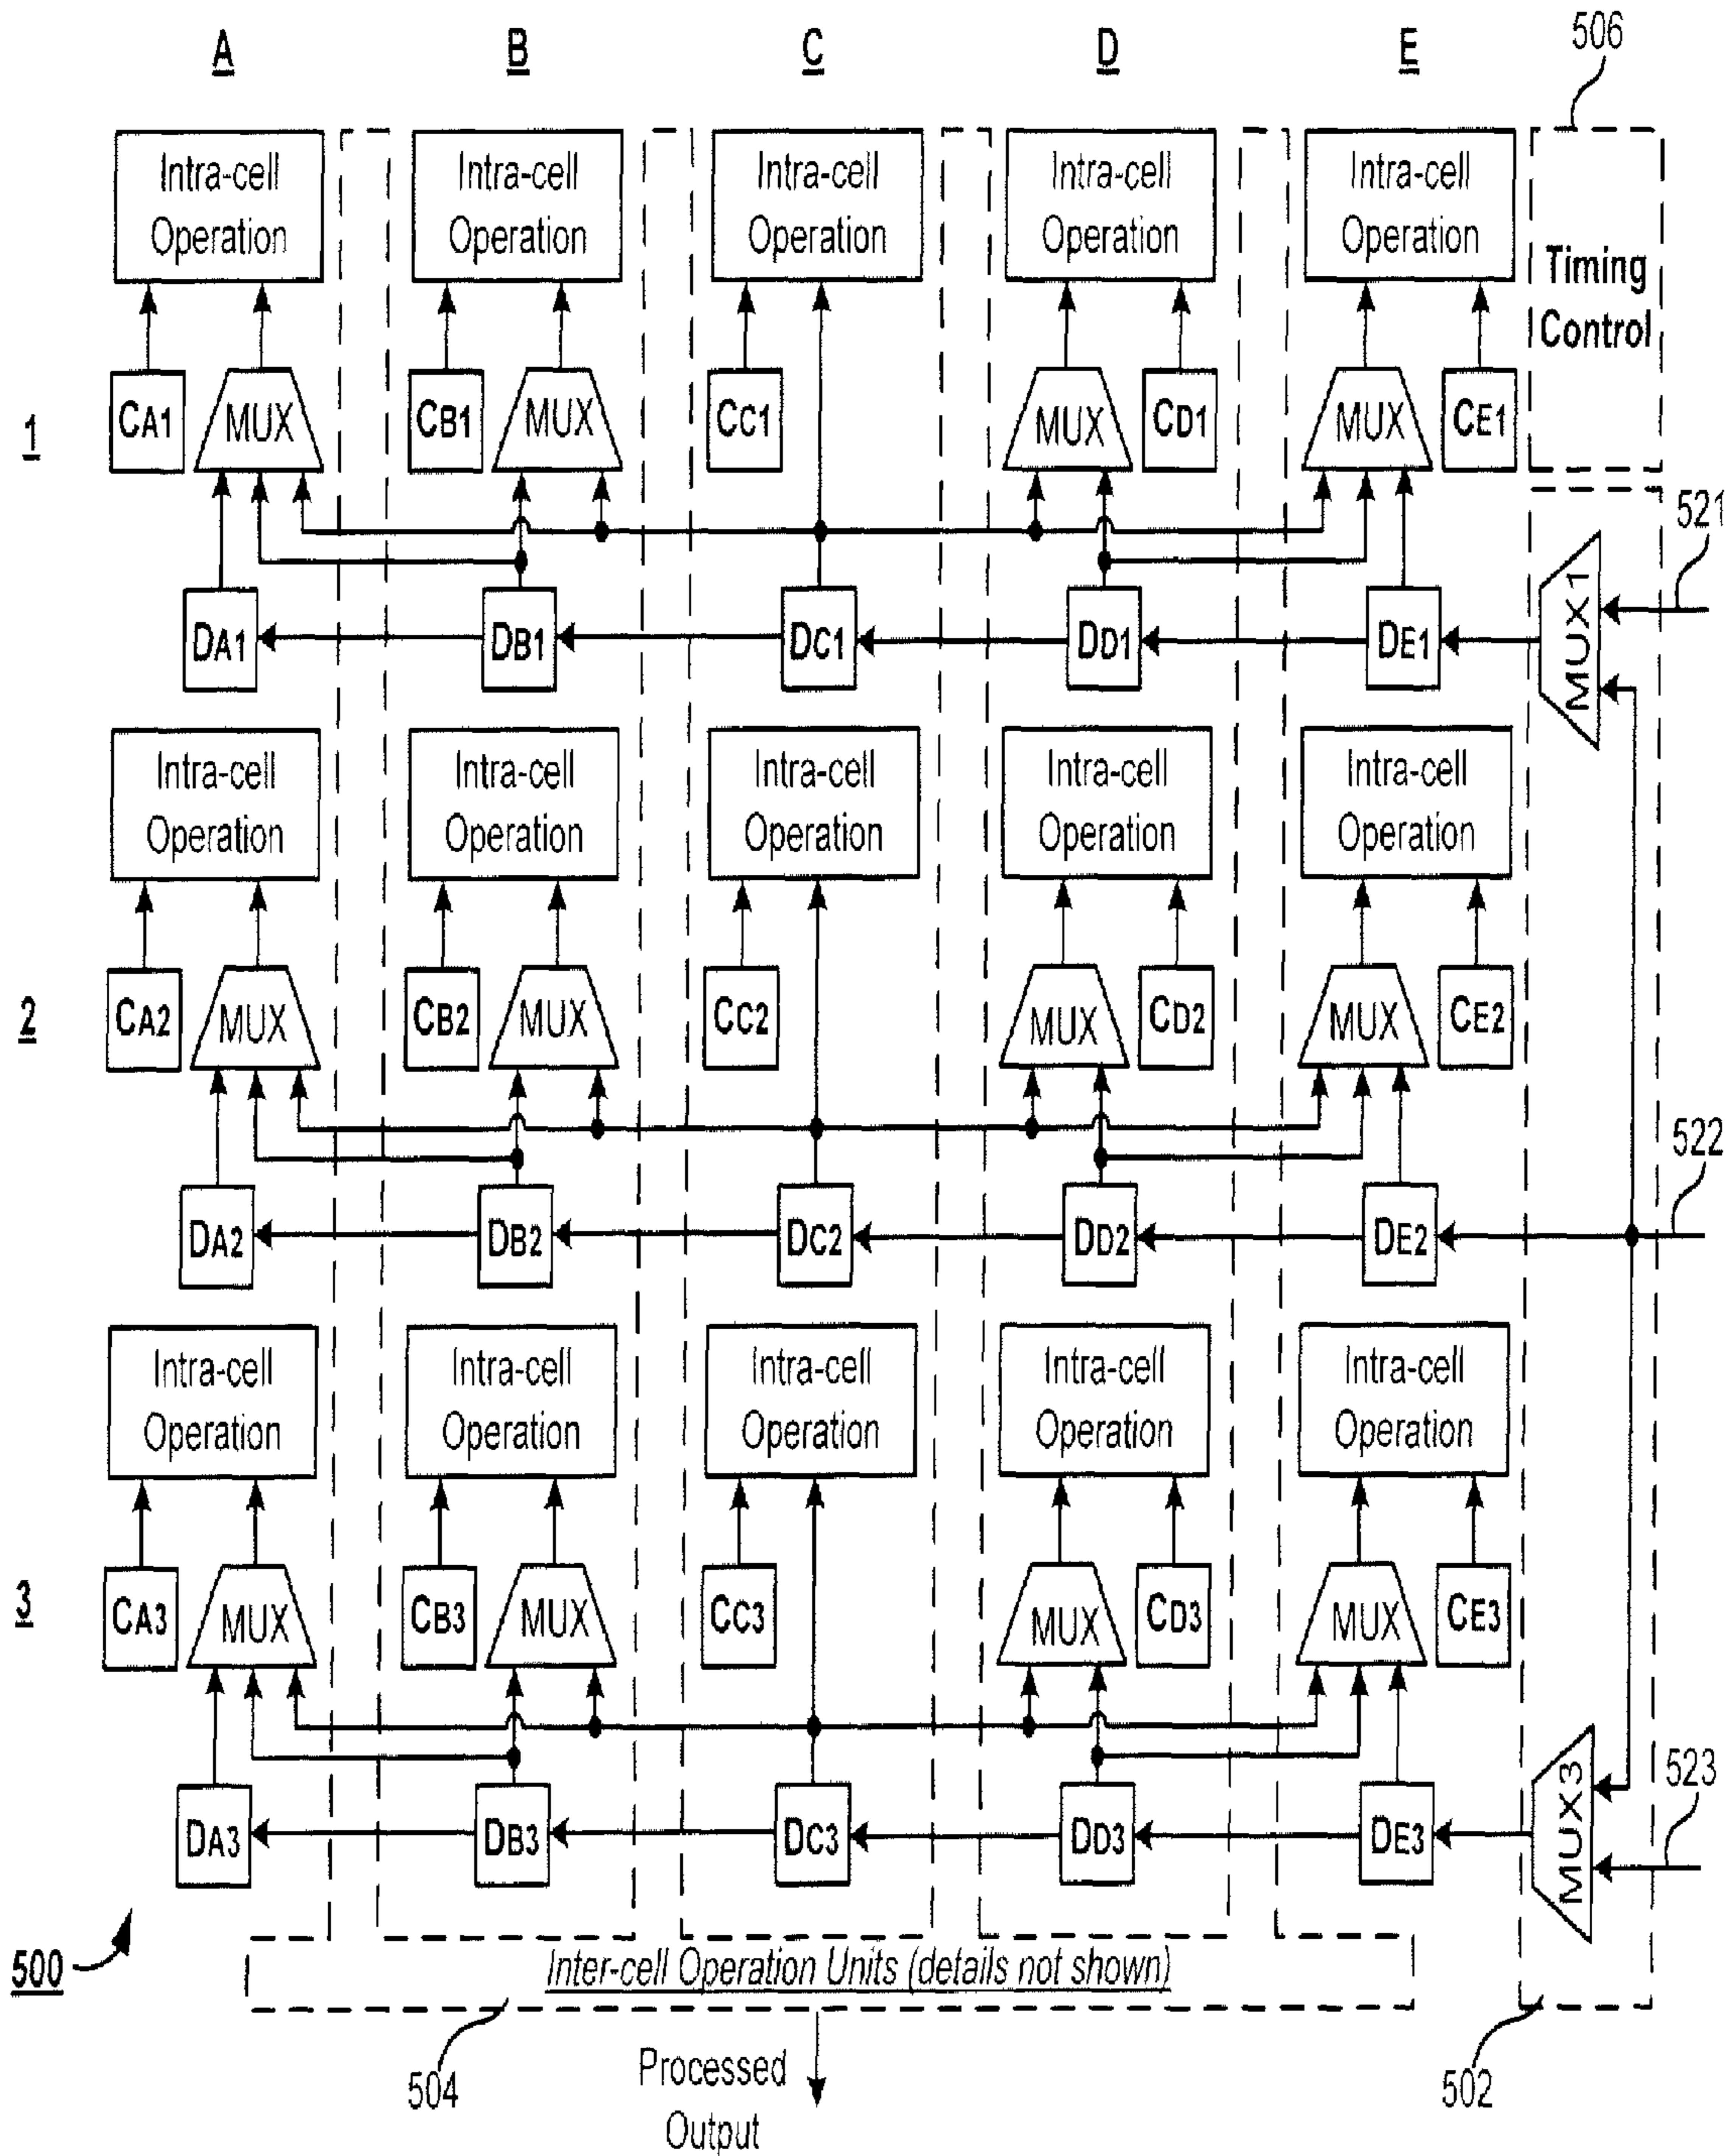 A B C D E 506
Intra-cell Intra-cell Intra-cell Intra-cell Intra-cell
Operation Operation Operation Operation Operation
Timing
Control
1 CA1 MUX CB1 MUX CC1 MUX CD1 MUX CE1
521
DA1 DB1 DC1 DD1 DE1 MUX 1
Intra-cell Intra-cell Intra-cell Intra-cell Intra-cell
Operation Operation Operation Operation Operation
2 CA2 MUX CB2 MUX CC2 MUX CD2 MUX CE2
522
DA2 DB2 DC2 DD2 DE2
Intra-cell Intra-cell Intra-cell Intra-cell Intra-cell
Operation Operation Operation Operation Operation
3 CA3 MUX CB3 MUX CC3 MUX CD3 MUX CE3
523
DA3 DB3 DC3 DD3 DE3 MUX3
500
Inter-cell Operation Units (details not shown)
504 502
Processed
Output